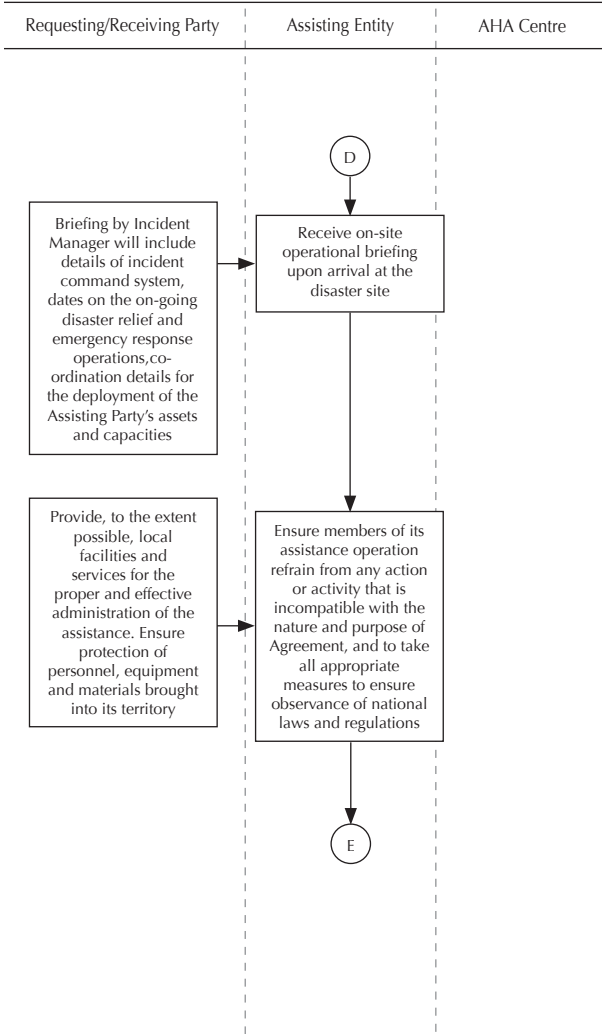 Requesting/Receiving Party
Assisting Entity
AHA Centre
D
Briefing by Incident
Manager will include
details of incident
command system,
dates on the on-going
disaster relief and
emergency response
operations,co-
ordination details for
the deployment of the
Assisting Party's assets
and capacities
Receive on-site
operational briefing
upon arrival at the
disaster site
Provide, to the extent
possible, local
facilities and
services for the
proper and effective
administration of the
assistance. Ensure
protection of
personnel, equipment
and materials brought
into its territory
Ensure members of its
assistance operation
refrain from any action
or activity that is
incompatible with the
nature and purpose of
Agreement, and to take
all appropriate
measures to ensure
observance of national
laws and regulations
E